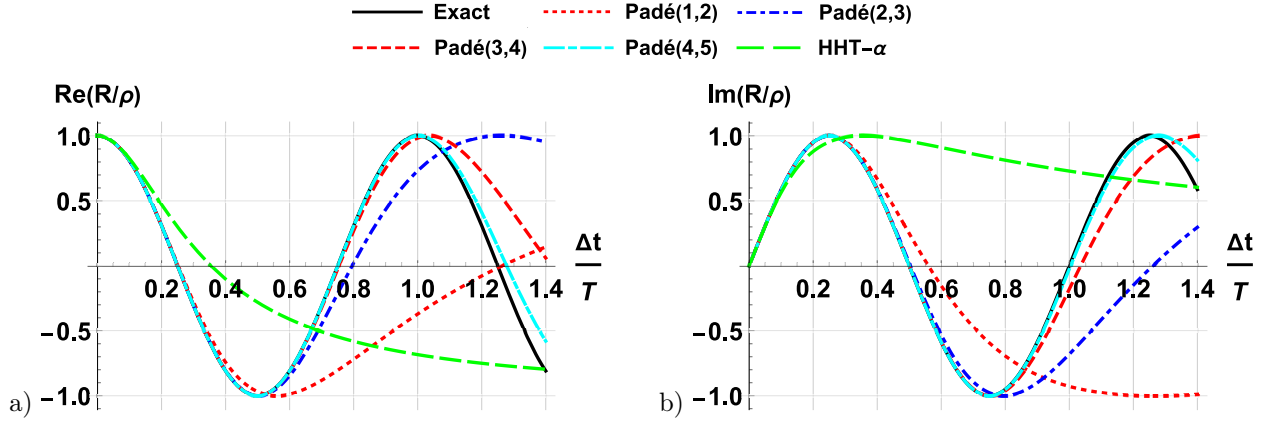 Exact Padé(1,2) Padé(2,3)
Padé(3,4) Padé(4,5) HHT-α
Re(R/ρ)
1.0
0.5
0.2 0.4 0.6 0.8 1.0 1.2 1.4
-0.5
-1.0
Δt
T
a)
Im(R/ρ)
1.0
0.5
0.2 0.4 0.6 0.8 1.0 1.2 1.4
-0.5
-1.0
Δt
T
b)